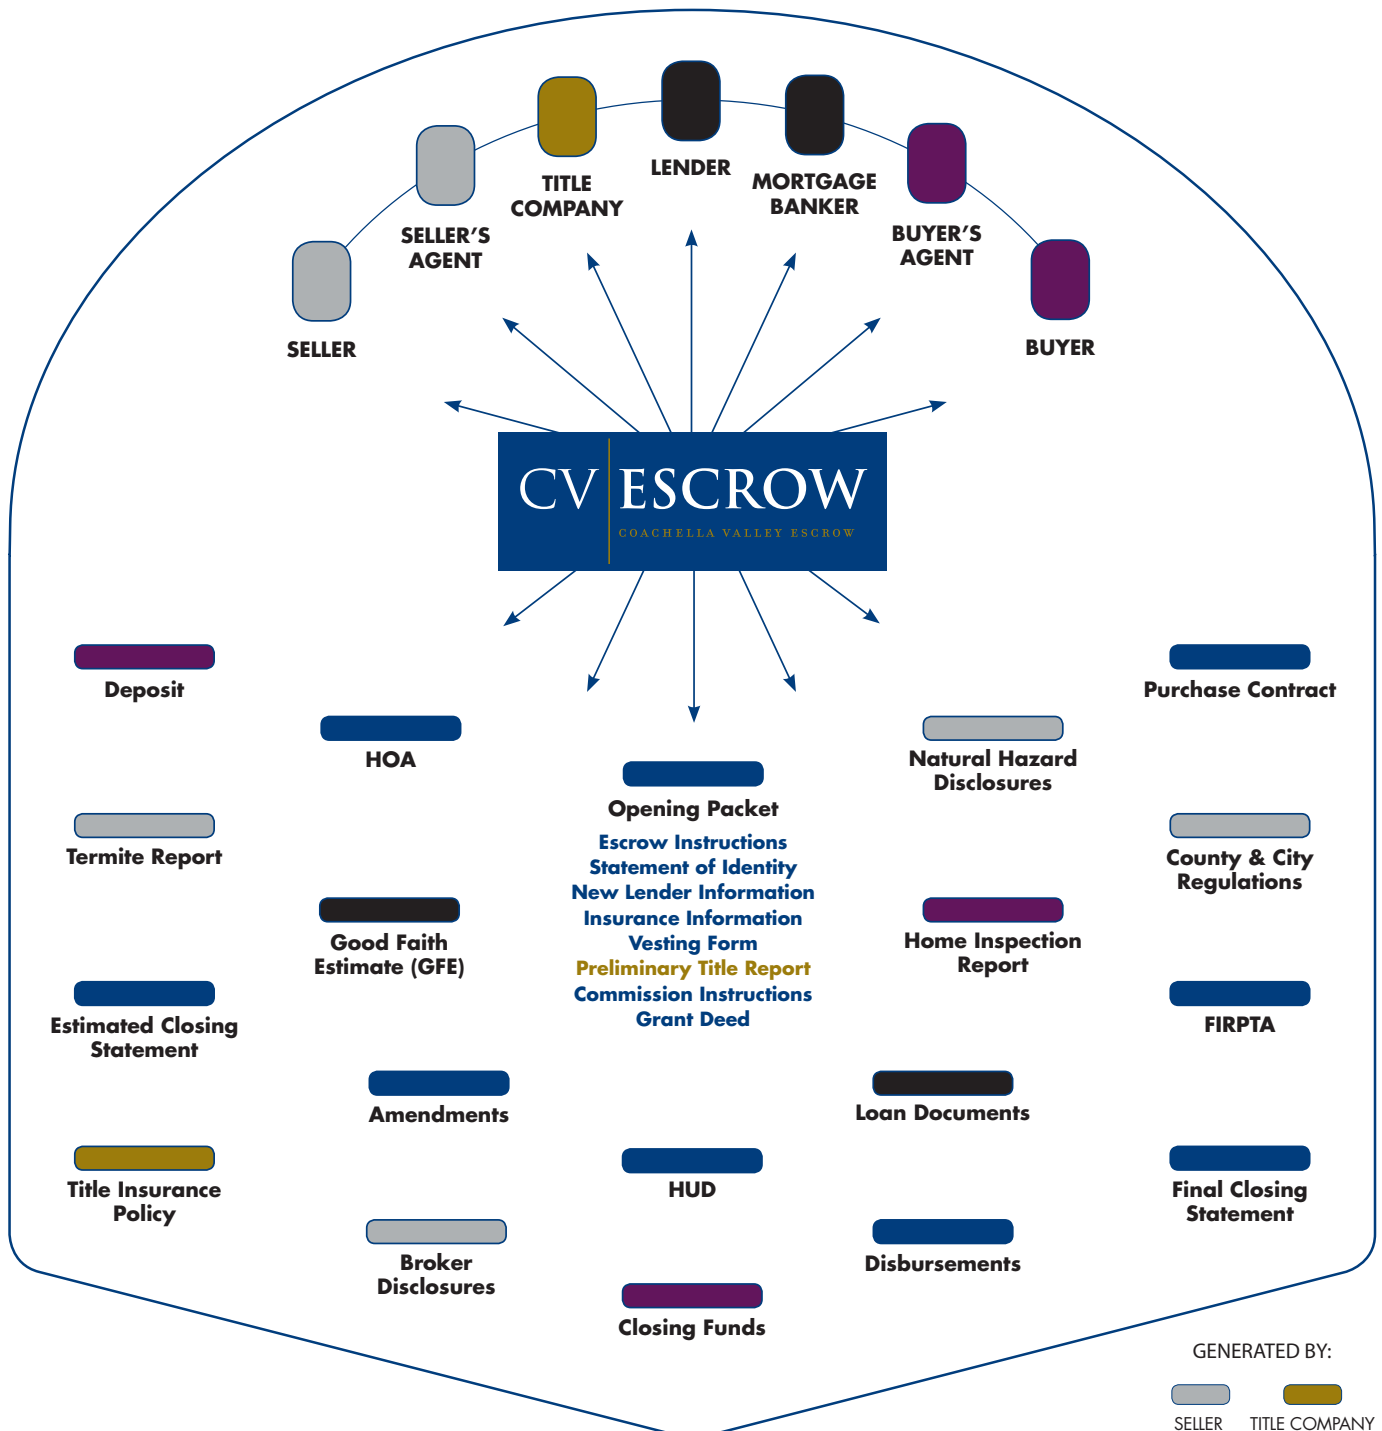 LENDER
TITLE
COMPANY
MORTGAGE
BANKER
SELLER'S
AGENT
BUYER'S
AGENT
SELLER
BUYER
CV ESCROW
COACHELLA VALLEY ESCROW
Deposit
Purchase Contract
HOA
Natural Hazard
Disclosures
Opening Packet
Escrow Instructions
Statement of Identity
New Lender Information
Insurance Information
Vesting Form
Preliminary Title Report
Commission Instructions
Grant Deed
Termite Report
County & City
Regulations
Good Faith
Estimate (GFE)
Home Inspection
Report
Estimated Closing
Statement
FIRPTA
Amendments
Loan Documents
Title Insurance
Policy
HUD
Final Closing
Statement
Broker
Disclosures
Disbursements
Closing Funds
GENERATED BY:
SELLER
TITLE COMPANY